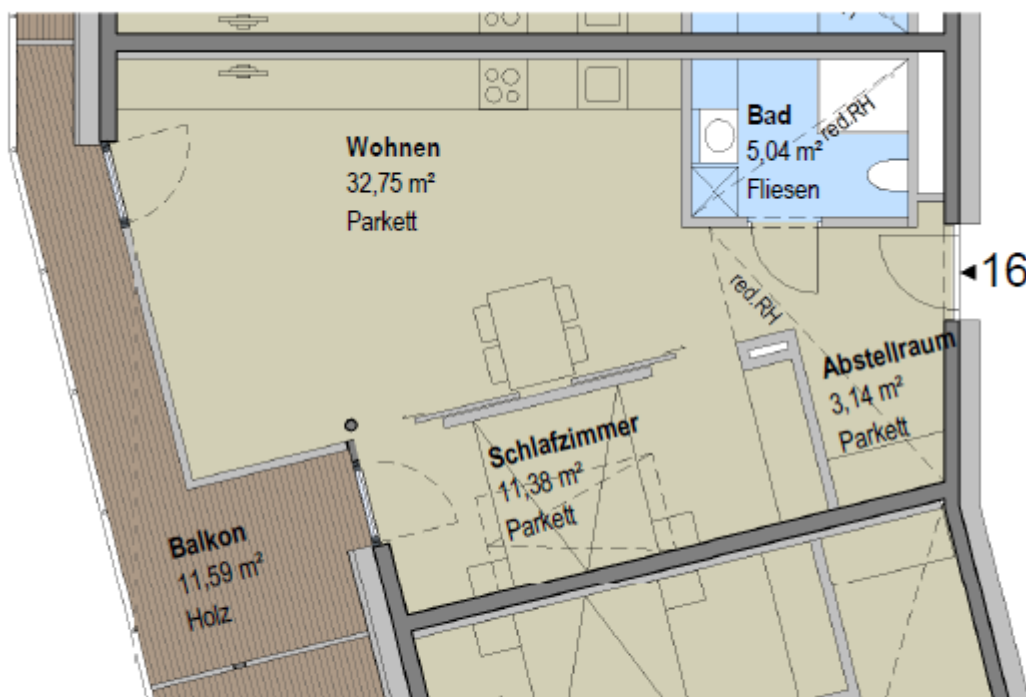 Wohnen
32,75 m²
Parkett
Bad
5,04 m²
Fliesen
red.RH
16
red.RH
Abstellraum
3,14 m²
Parkett
Schlafzimmer
11,38 m²
Parkett
Balkon
11,59 m²
Holz